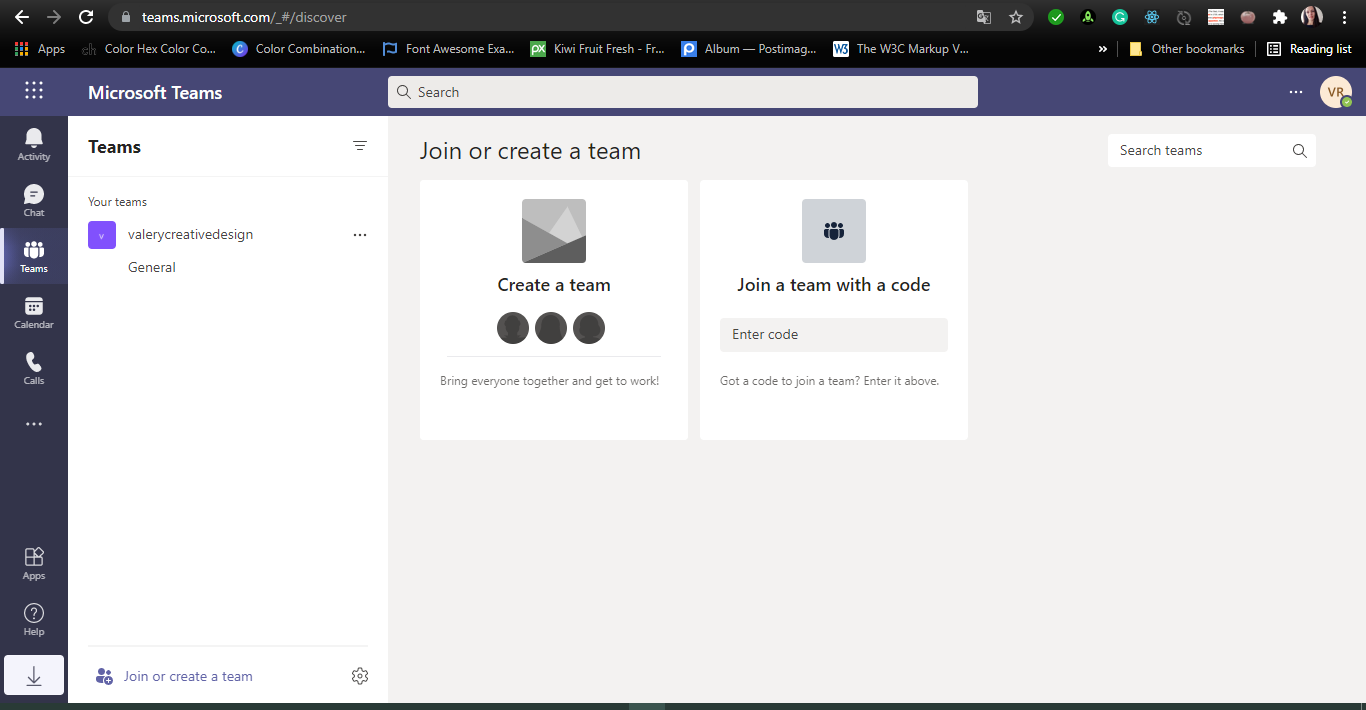 teams.microsoft.com/_#/discover
Apps
Color Hex Color Co...
C
Color Combination...
Font Awesome Exa...
px
Kiwi Fruit Fresh - Fr...
P
Album — Postimag...
W3
The W3C Markup V...
»
Other bookmarks
Reading list
Microsoft Teams
Search
VR
Activity
Chat
Teams
Calendar
Calls
Apps
Help
Teams
Your teams
v
valerycreativedesign
General
Join or create a team
Join or create a team
Search teams
Create a team
Bring everyone together and get to work!
Join a team with a code
Enter code
Got a code to join a team? Enter it above.